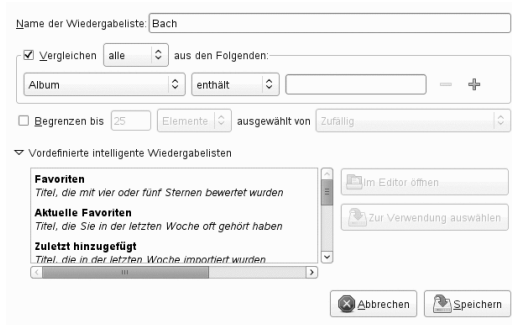 Name der Wiedergabeliste: Bach
Vergleichen alle aus den Folgenden:
Album enthält
Begrenzen bis 25 Elemente ausgewählt von Zufällig
Vordefinierte intelligente Wiedergabelisten
Favoriten
Titel, die mit vier oder fünf Sternen bewertet wurden
Aktuelle Favoriten
Titel, die Sie in der letzten Woche oft gehört haben
Zuletzt hinzugefügt
Titel, die in der letzten Woche importiert wurden
Im Editor öffnen
Zur Verwendung auswählen
Abbrechen Speichern